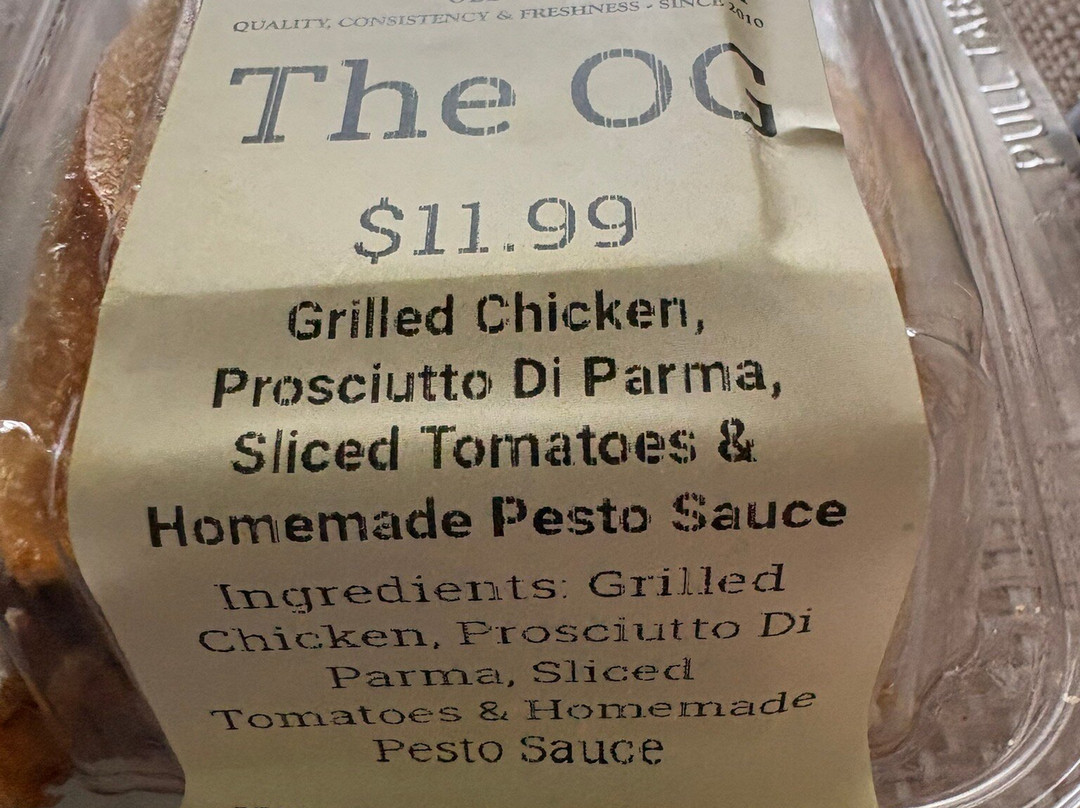 QUALITY, CONSISTENCY & FRESHNESS - SINCE 2010
The OG
$11.99
Grilled Chicken,
Prosciutto Di Parma,
Sliced Tomatoes &
Homemade Pesto Sauce
Ingredients: Grilled
Chicken, Prosciutto Di
Parma, Sliced
Tomatoes & Homemade
Pesto Sauce
PULL TAB